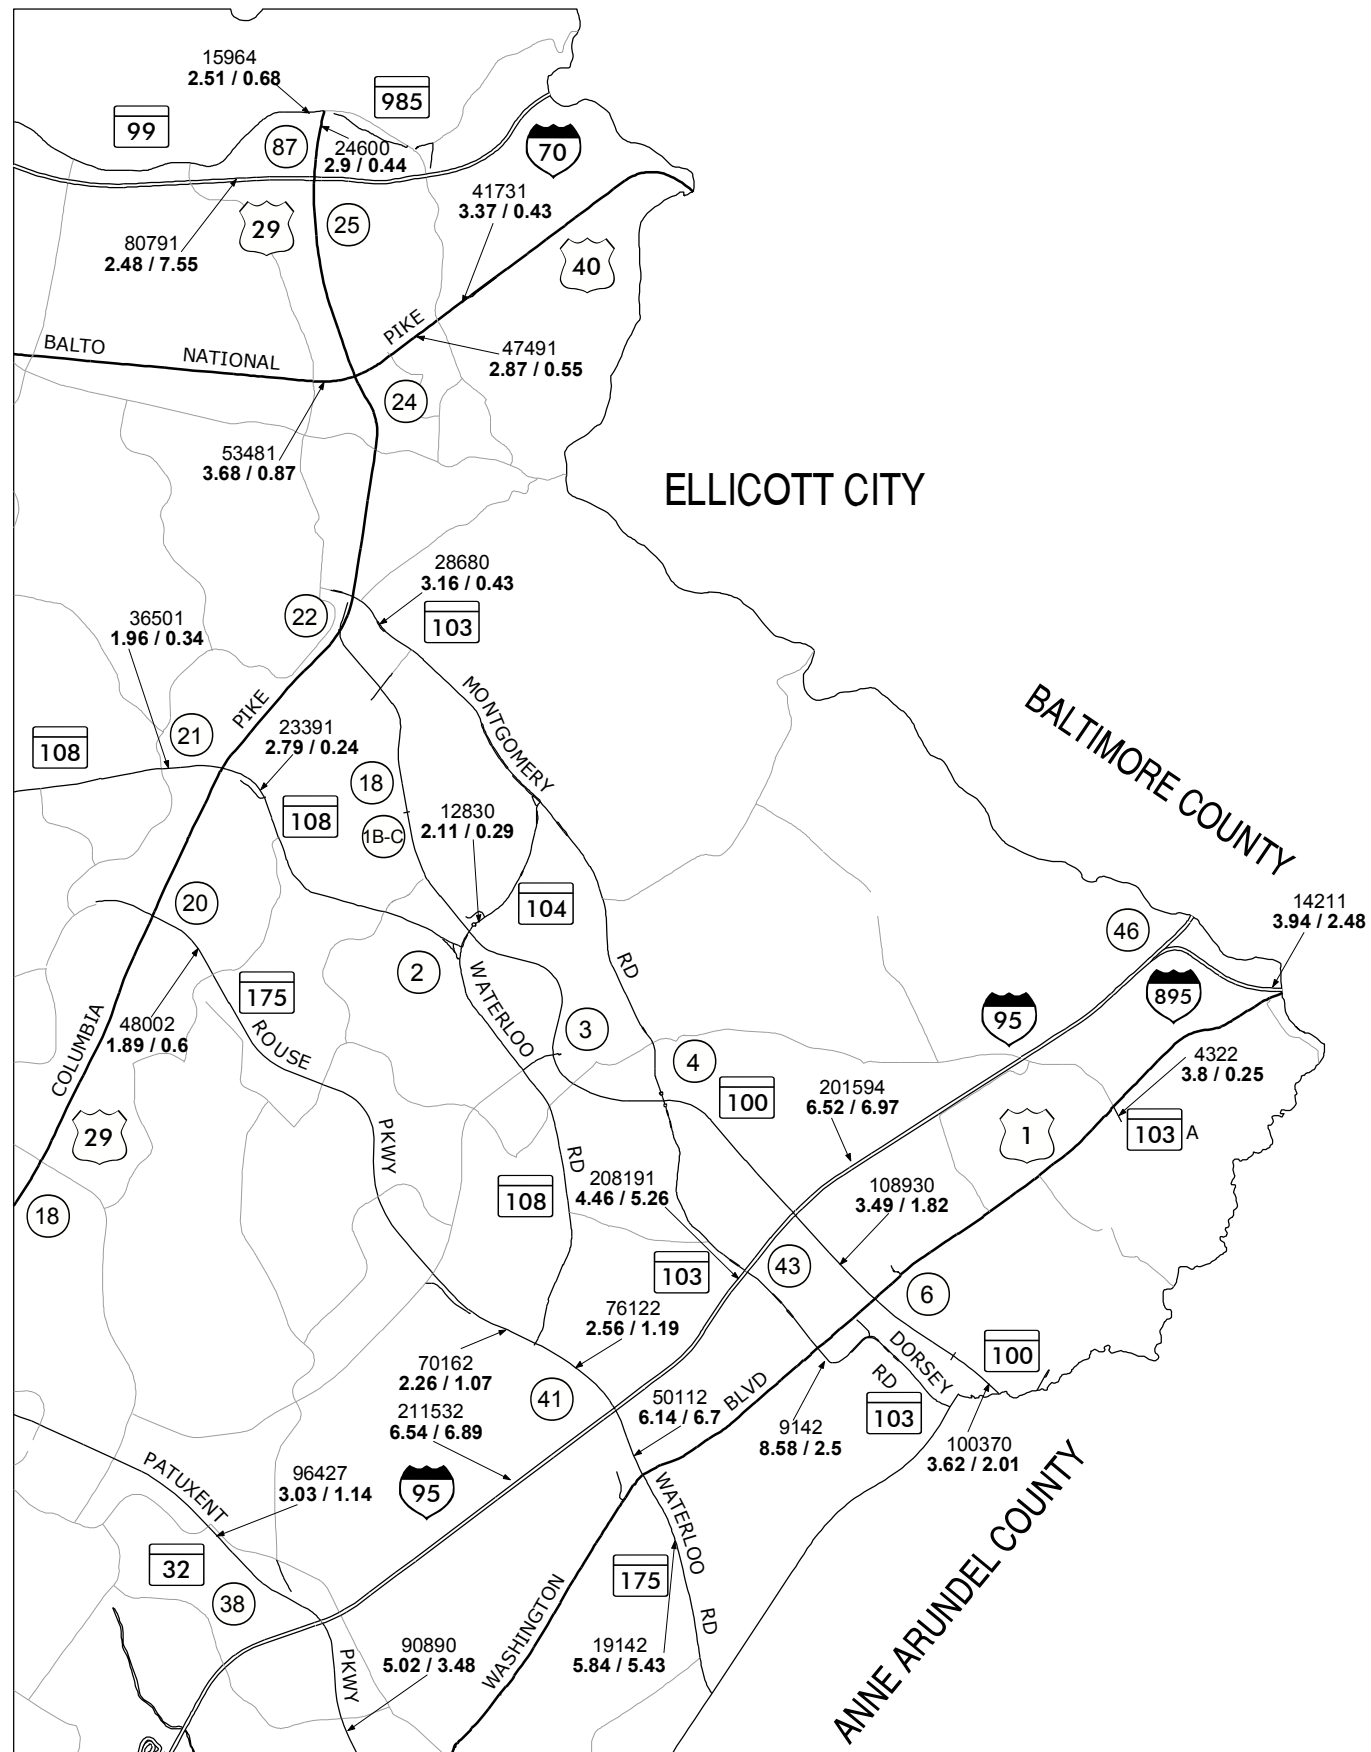 15964
2.51 / 0.68
985
99
87
24600
2.9 / 0.44
70
41731
3.37 / 0.43
29
25
80791
2.48 / 7.55
40
PIKE
BALTO
NATIONAL
47491
2.87 / 0.55
24
53481
3.68 / 0.87
ELLICOTT CITY
28680
3.16 / 0.43
22
103
36501
1.96 / 0.34
MONTGOMERY
PIKE
BALTIMORE COUNTY
21
108
23391
2.79 / 0.24
18
108
1B-C
12830
2.11 / 0.29
104
20
14211
3.94 / 2.48
46
2
RD
WATERLOO
175
895
95
COLUMBIA
48002
1.89 / 0.6
ROUSE
3
4
4322
3.8 / 0.25
100
201594
6.52 / 6.97
29
PKWY
1
103 A
RD
208191
4.46 / 5.26
108
108930
3.49 / 1.82
18
103
43
6
76122
2.56 / 1.19
DORSEY
100
70162
2.26 / 1.07
41
RD
BLVD
50112
6.14 / 6.7
103
211532
6.54 / 6.89
9142
8.58 / 2.5
100370
3.62 / 2.01
PATUXENT
96427
3.03 / 1.14
95
WATERLOO
ANNE ARUNDEL COUNTY
32
175
38
WASHINGTON
RD
PKWY
90890
5.02 / 3.48
19142
5.84 / 5.43